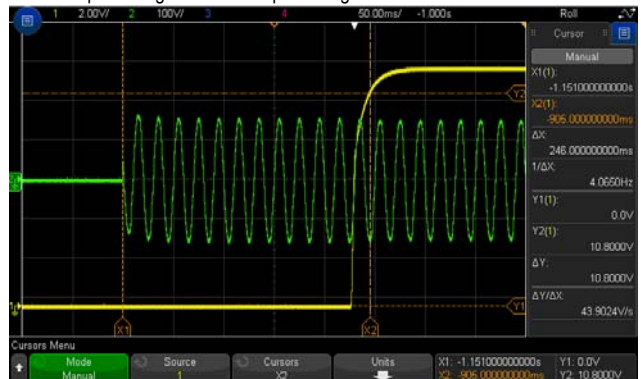 1 2.00V/ 2 100V/ 3 4 50.00ms/ -1.000s Roll
Cursor
Manual
X1(1):
-1.151000000000s
X2(1):
-905.000000000ms
ΔX:
246.000000000ms
1/ΔX:
4.0650Hz
Y1(1):
0.0V
Y2(1):
10.8000V
ΔY:
10.8000V
ΔY/ΔX:
43.9024V/s
Y2
Y1
X1 X2
Cursors Menu
Mode Source Cursors Units X1: -1.151000000000s Y1: 0.0V
Manual 1 X2 X2: -905.000000000ms Y2: 10.8000V